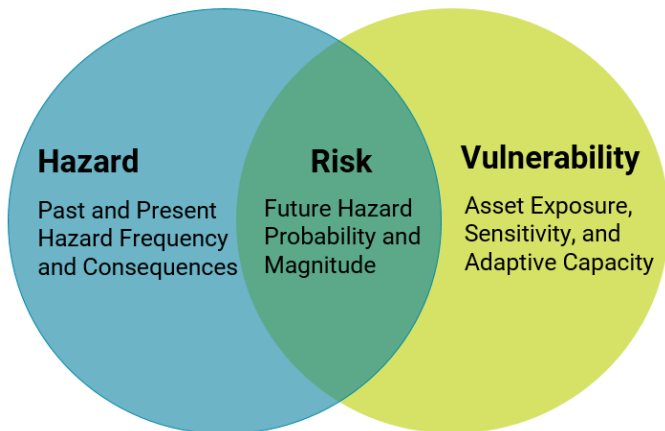 Hazard
Past and Present
Hazard Frequency
and Consequences
Risk
Future Hazard
Probability and
Magnitude
Vulnerability
Asset Exposure,
Sensitivity, and
Adaptive Capacity